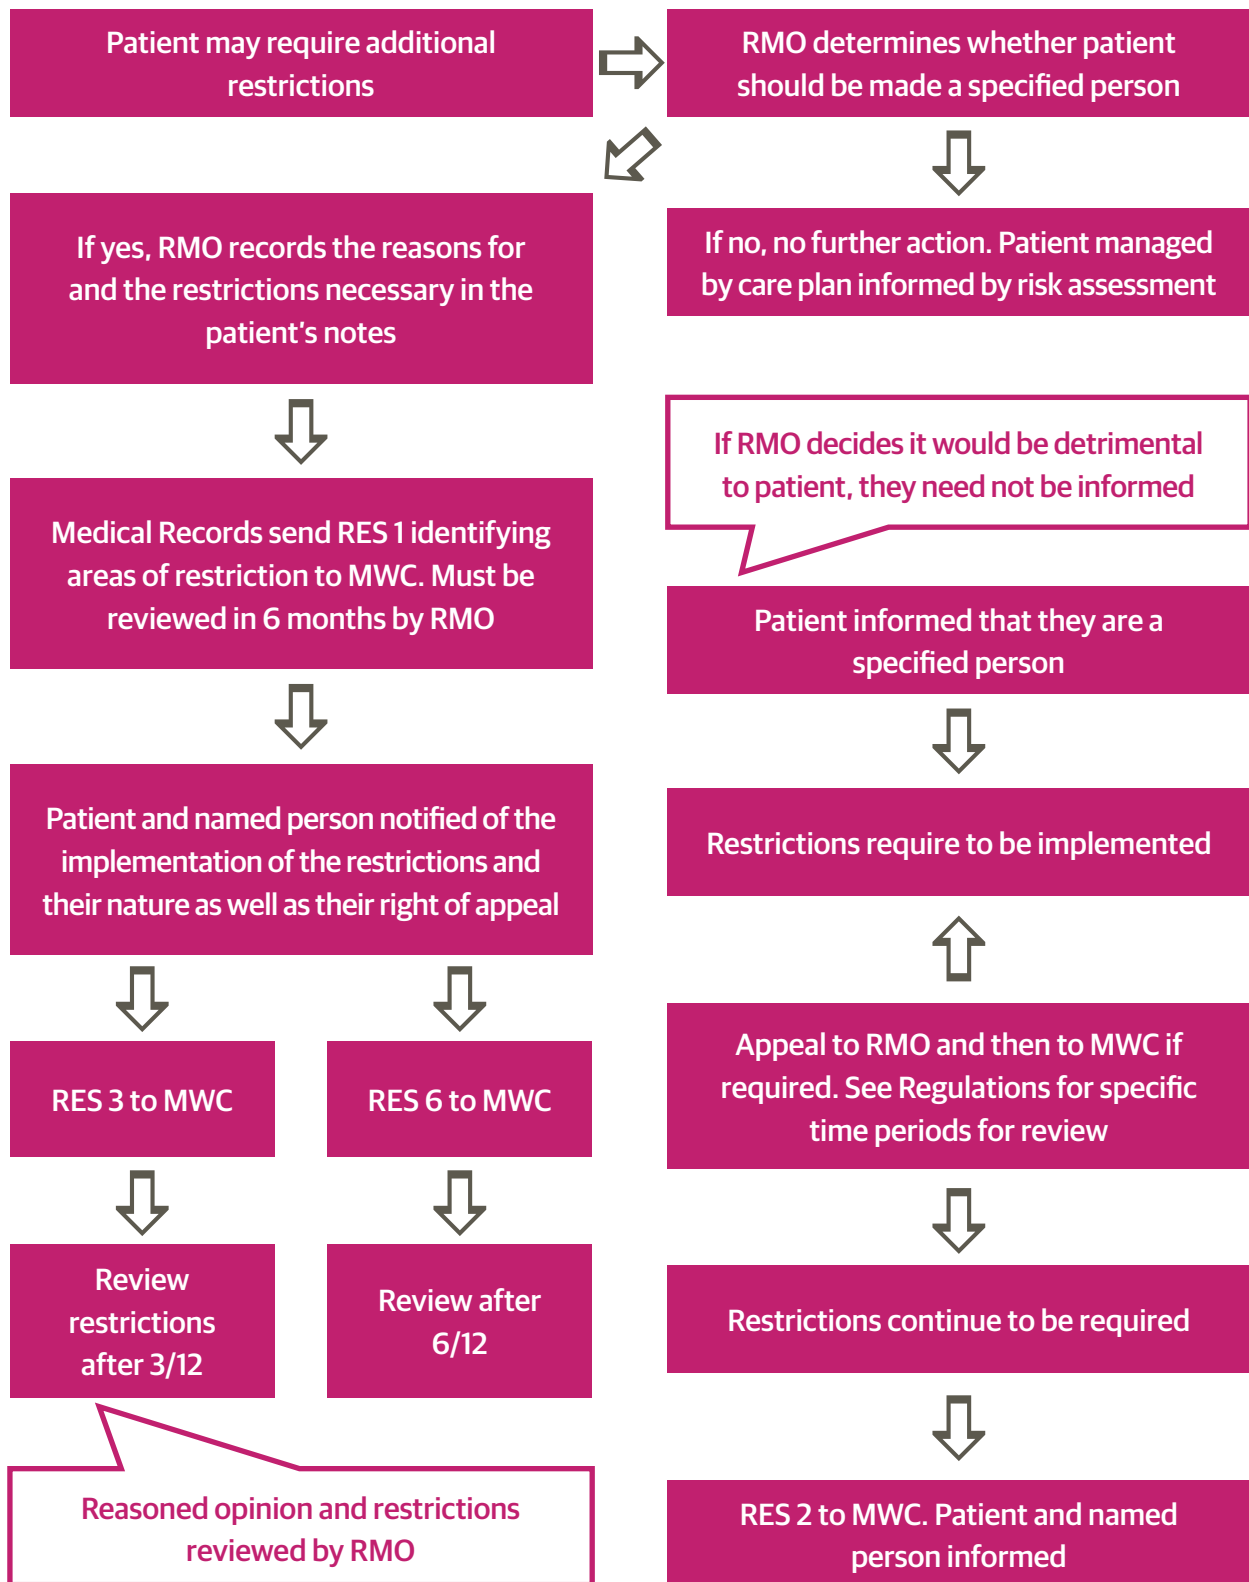 Patient may require additional
restrictions
RMO determines whether patient
should be made a specified person
If yes, RMO records the reasons for
and the restrictions necessary in the
patient's notes
If no, no further action. Patient managed
by care plan informed by risk assessment
Medical Records send RES 1 identifying
areas of restriction to MWC. Must be
reviewed in 6 months by RMO
If RMO decides it would be detrimental
to patient, they need not be informed
Patient informed that they are a
specified person
Patient and named person notified of the
implementation of the restrictions and
their nature as well as their right of appeal
Restrictions require to be implemented
RES 3 to MWC
RES 6 to MWC
Appeal to RMO and then to MWC if
required. See Regulations for specific
time periods for review
Review
restrictions
after 3/12
Review after
6/12
Restrictions continue to be required
Reasoned opinion and restrictions
reviewed by RMO
RES 2 to MWC. Patient and named
person informed